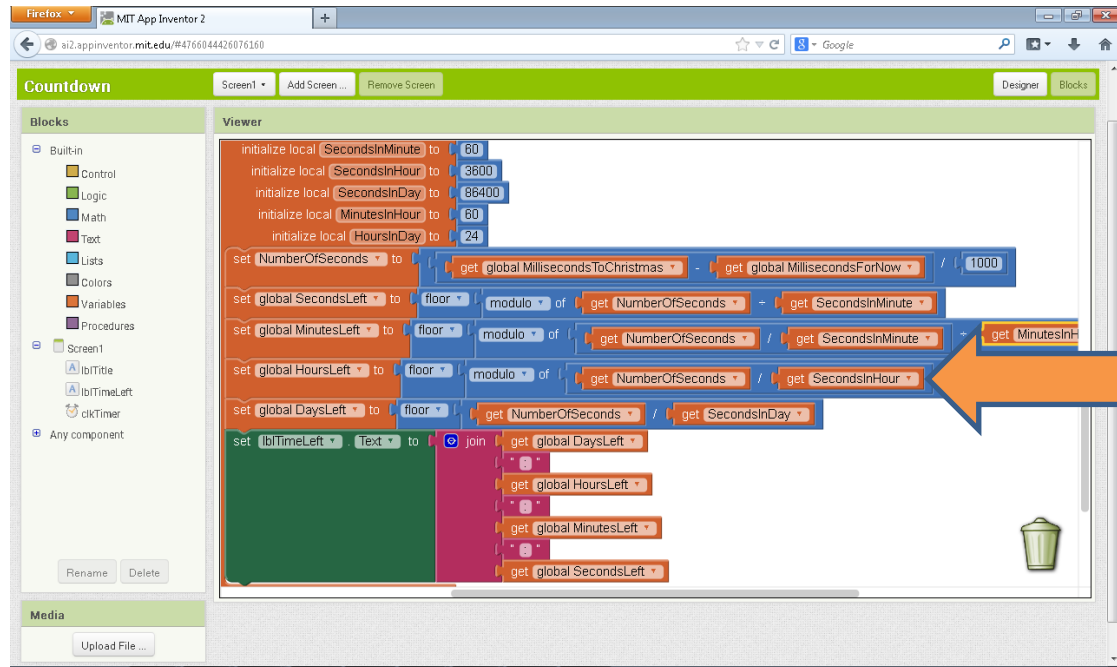 Firefox
MIT App Inventor 2
+
ai2.appinventor.mit.edu/#4766044426076160
8 - Google
Countdown
Screen1
Add Screen ...
Remove Screen
Designer
Blocks
Blocks
Viewer
Built-in
Control
Logic
Math
Text
Lists
Colors
Variables
Procedures
Screen1
lblTitle
lblTimeLeft
clkTimer
Any component
Rename
Delete
Media
Upload File ...
initialize local SecondsInMinute to 60
initialize local SecondsInHour to 3600
initialize local SecondsInDay to 86400
initialize local MinutesInHour to 60
initialize local HoursInDay to 24
set NumberOfSeconds to get global MillisecondsToChristmas - get global MillisecondsForNow / 1000
set global SecondsLeft to floor modulo of get NumberOfSeconds ÷ get SecondsInMinute
set global MinutesLeft to floor modulo of get NumberOfSeconds / get SecondsInMinute ÷ get MinutesInH
set global HoursLeft to floor modulo of get NumberOfSeconds / get SecondsInHour
set global DaysLeft to floor get NumberOfSeconds / get SecondsInDay
set lblTimeLeft . Text to join get global DaysLeft
" : "
get global HoursLeft
" : "
get global MinutesLeft
" : "
get global SecondsLeft